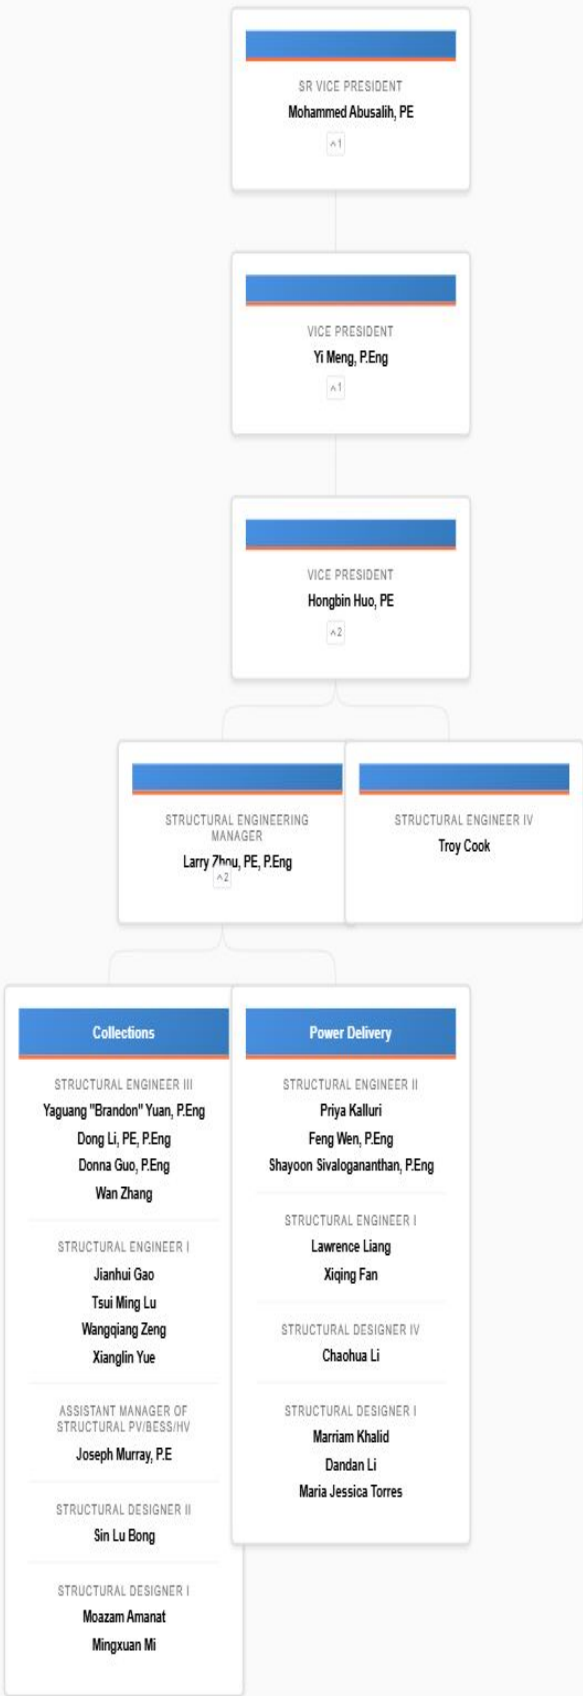 SR VICE PRESIDENT
Mohammed Abusalih, PE
^1
VICE PRESIDENT
Yi Meng, P.Eng
^1
VICE PRESIDENT
Hongbin Huo, PE
^2
STRUCTURAL ENGINEERING
MANAGER
Larry Zhou, PE, P.Eng
^2
STRUCTURAL ENGINEER IV
Troy Cook
Collections
STRUCTURAL ENGINEER III
Yaguang "Brandon" Yuan, P.Eng
Dong Li, PE, P.Eng
Donna Guo, P.Eng
Wan Zhang
STRUCTURAL ENGINEER I
Jianhui Gao
Tsui Ming Lu
Wangqiang Zeng
Xianglin Yue
ASSISTANT MANAGER OF
STRUCTURAL PV/BESS/HV
Joseph Murray, P.E
STRUCTURAL DESIGNER II
Sin Lu Bong
STRUCTURAL DESIGNER I
Moazam Amanat
Mingxuan Mi
Power Delivery
STRUCTURAL ENGINEER II
Priya Kalluri
Feng Wen, P.Eng
Shayoon Sivalogananthan, P.Eng
STRUCTURAL ENGINEER I
Lawrence Liang
Xiqing Fan
STRUCTURAL DESIGNER IV
Chaohua Li
STRUCTURAL DESIGNER I
Marriam Khalid
Dandan Li
Maria Jessica Torres